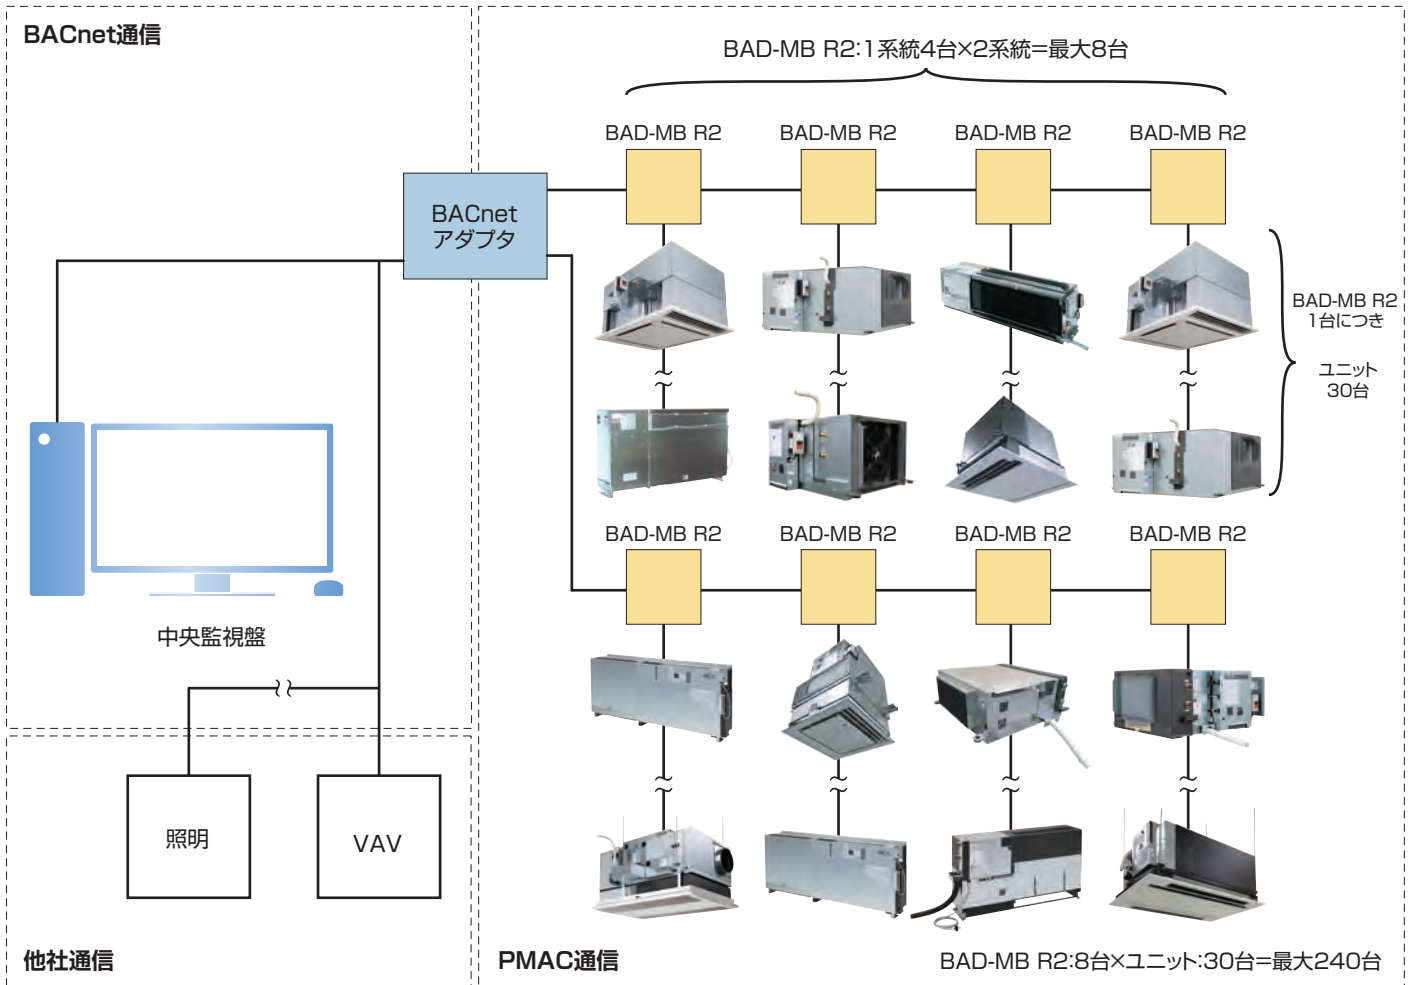 BACnet通信
BAD-MB R2:1系統4台×2系統=最大8台
BAD-MB R2
BAD-MB R2
BAD-MB R2
BAD-MB R2
BACnet
アダプタ
BAD-MB R2
1台につき
ユニット
30台
BAD-MB R2
BAD-MB R2
BAD-MB R2
BAD-MB R2
中央監視盤
照明
VAV
他社通信
PMAC通信
BAD-MB R2:8台×ユニット:30台=最大240台